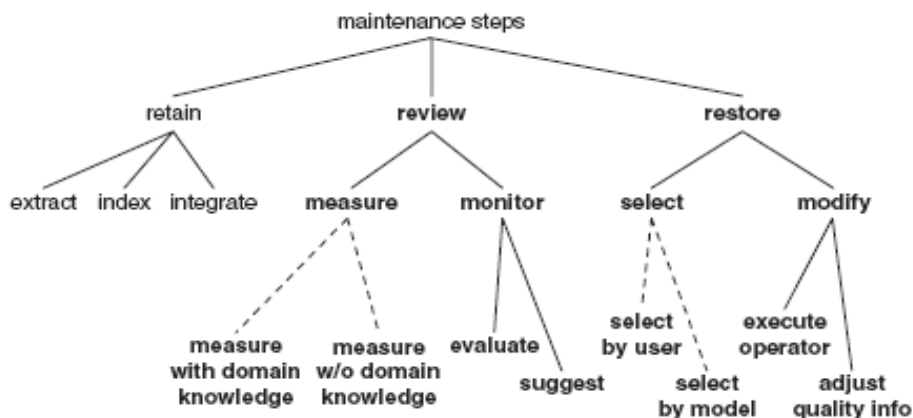 maintenance steps
retain review restore
extract index integrate measure monitor select modify
measure
with domain
knowledge
measure
w/o domain
knowledge
evaluate
suggest
select
by user
select
by model
execute
operator
adjust
quality info